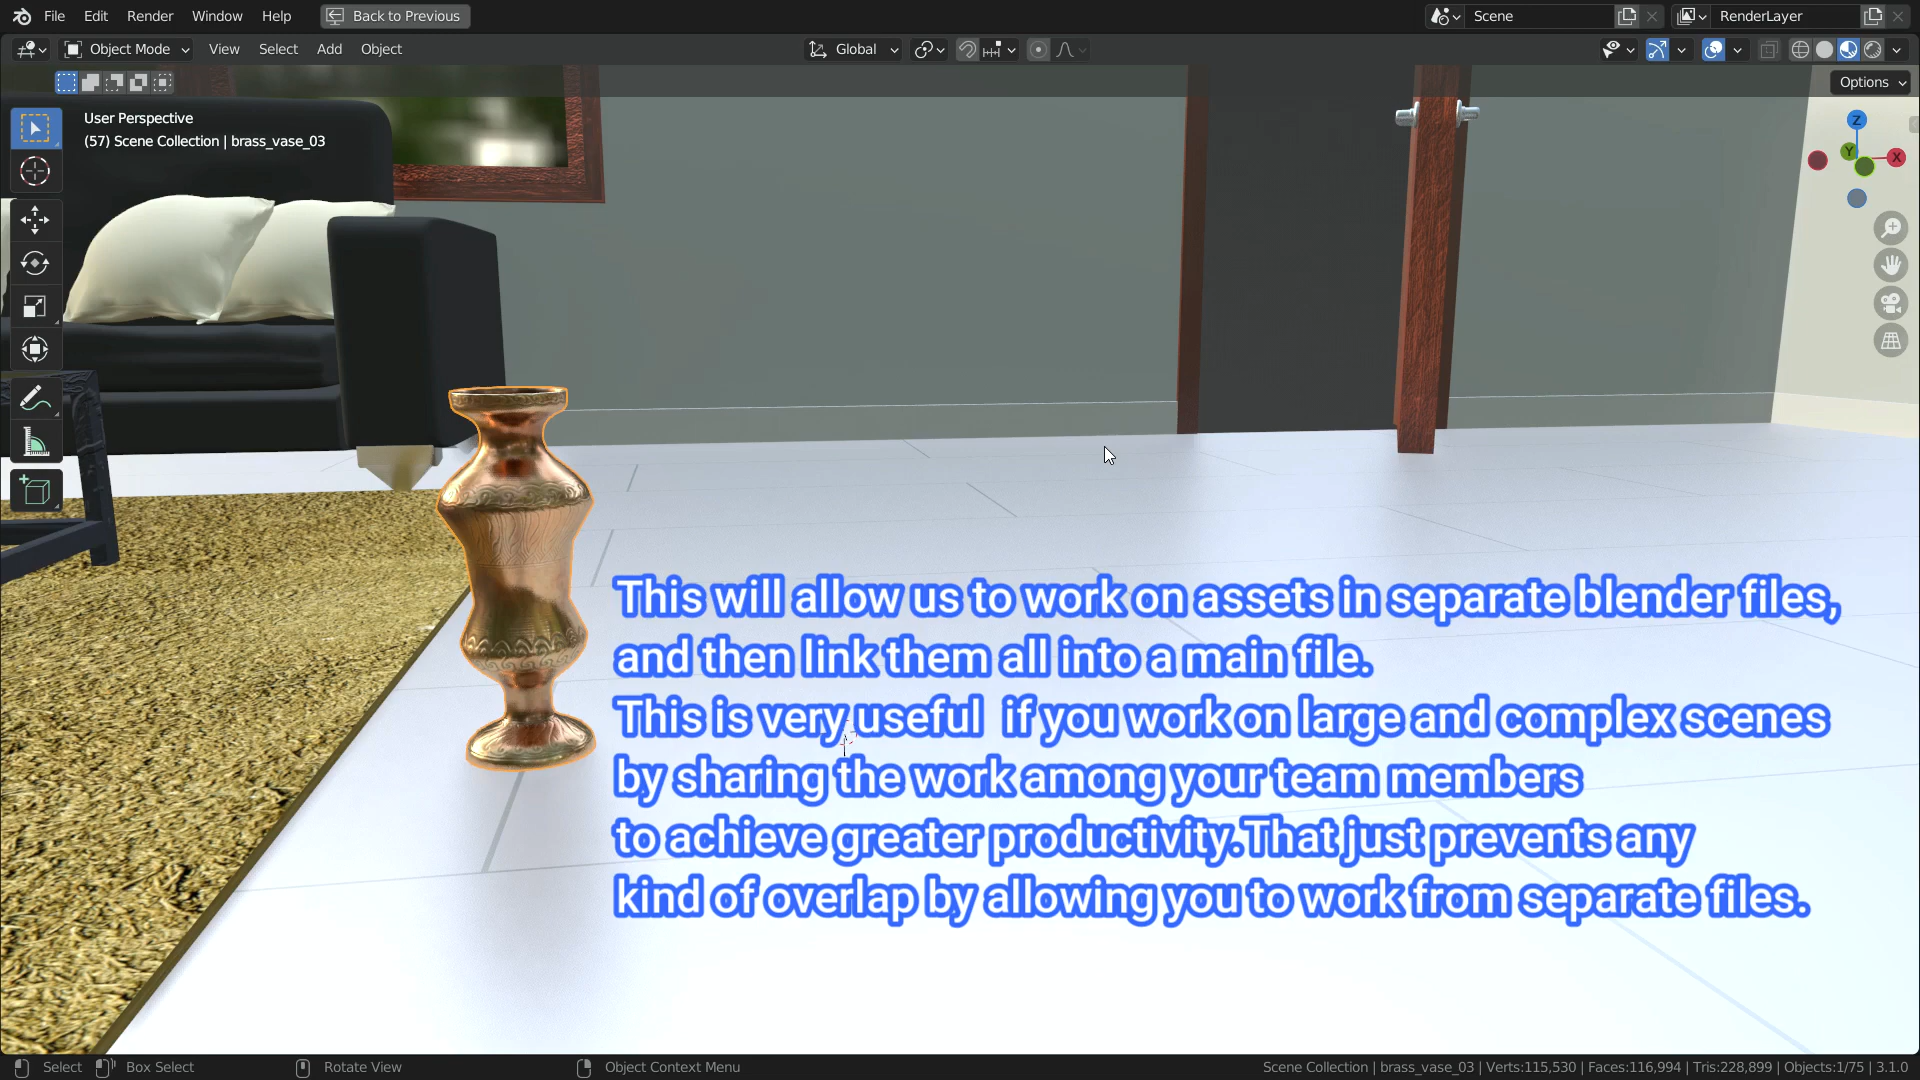 File Edit Render Window Help Back to Previous Scene RenderLayer
Object Mode View Select Add Object Global
Options
User Perspective
(57) Scene Collection | brass_vase_03
Z
Y
X
This will allow us to work on assets in separate blender files,
and then link them all into a main file.
This is very useful  if you work on large and complex scenes
by sharing the work among your team members
to achieve greater productivity.That just prevents any
kind of overlap by allowing you to work from separate files.
Select Box Select Rotate View Object Context Menu Scene Collection | brass_vase_03 | Verts:115,530 | Faces:116,994 | Tris:228,899 | Objects:1/75 | 3.1.0